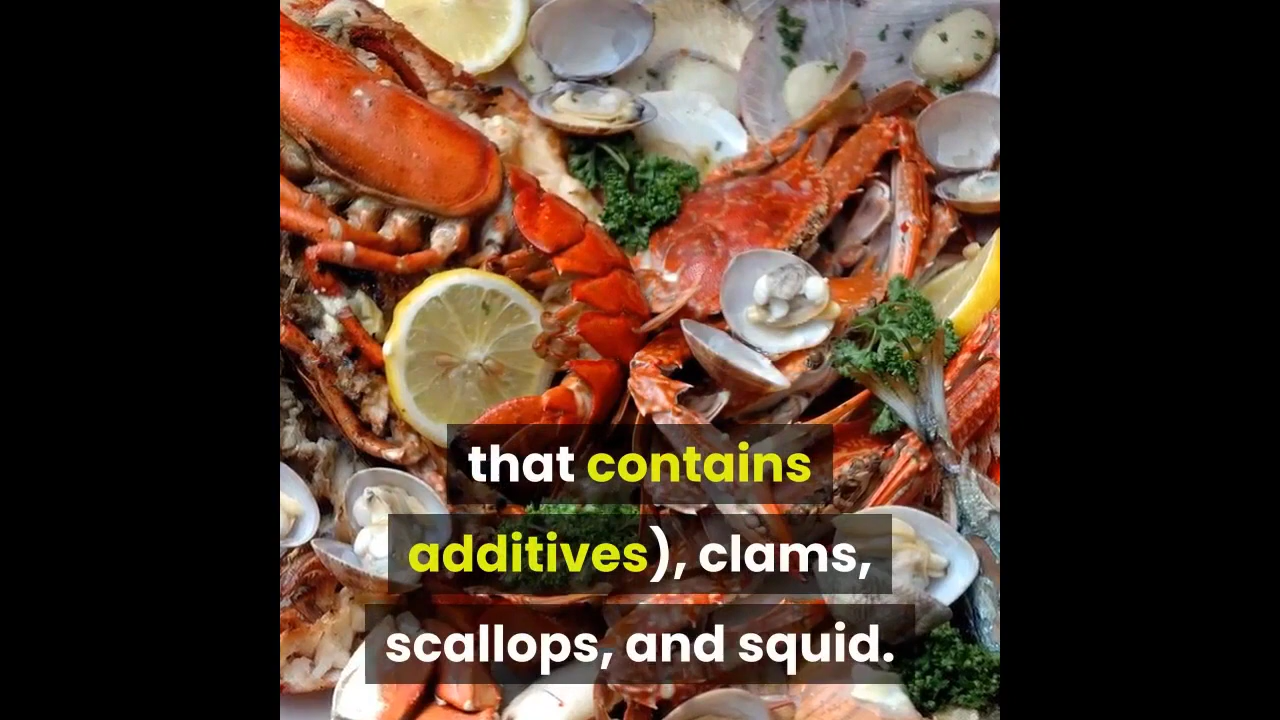 that contains
additives), clams,
scallops, and squid.